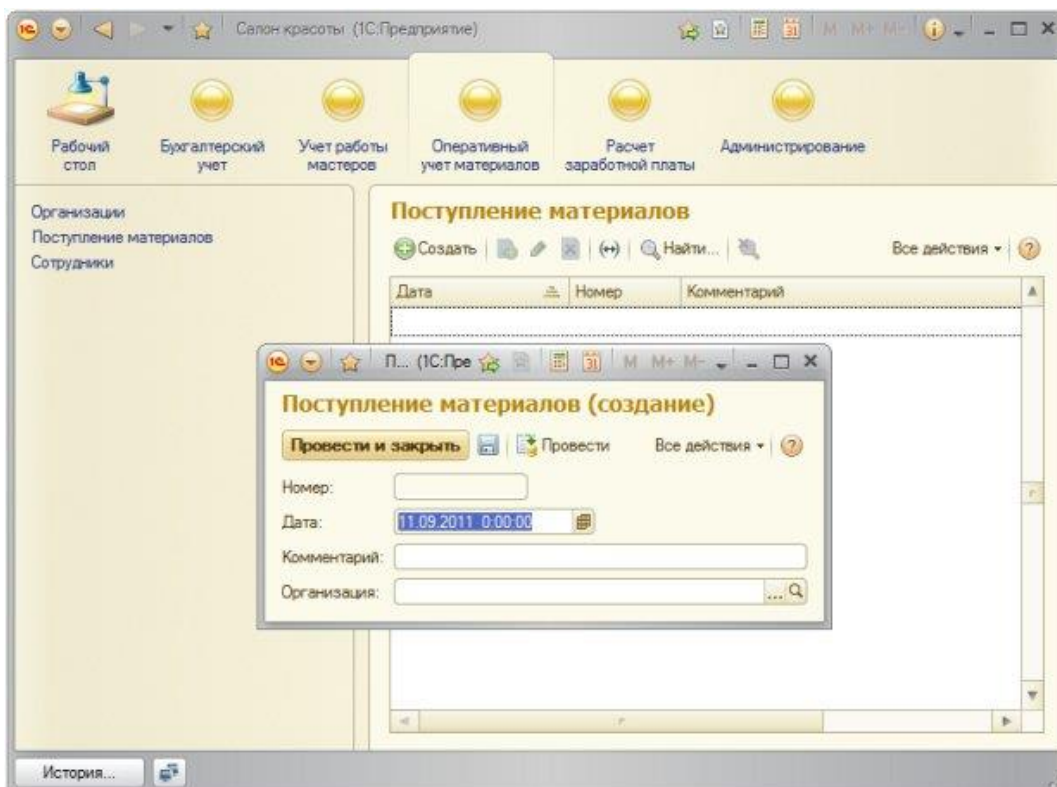 Салон красоты (1С:Предприятие)
M M+ M-
Рабочий стол
Бухгалтерский учет
Учет работы мастеров
Оперативный учет материалов
Расчет заработной платы
Администрирование
Организации
Поступление материалов
Сотрудники
Поступление материалов
Создать Найти... Все действия
Дата Номер Комментарий
П... (1С:Пре M M+ M-
Поступление материалов (создание)
Провести и закрыть Провести Все действия
Номер:
Дата: 11.09.2011 0:00:00
Комментарий:
Организация: ...
История...